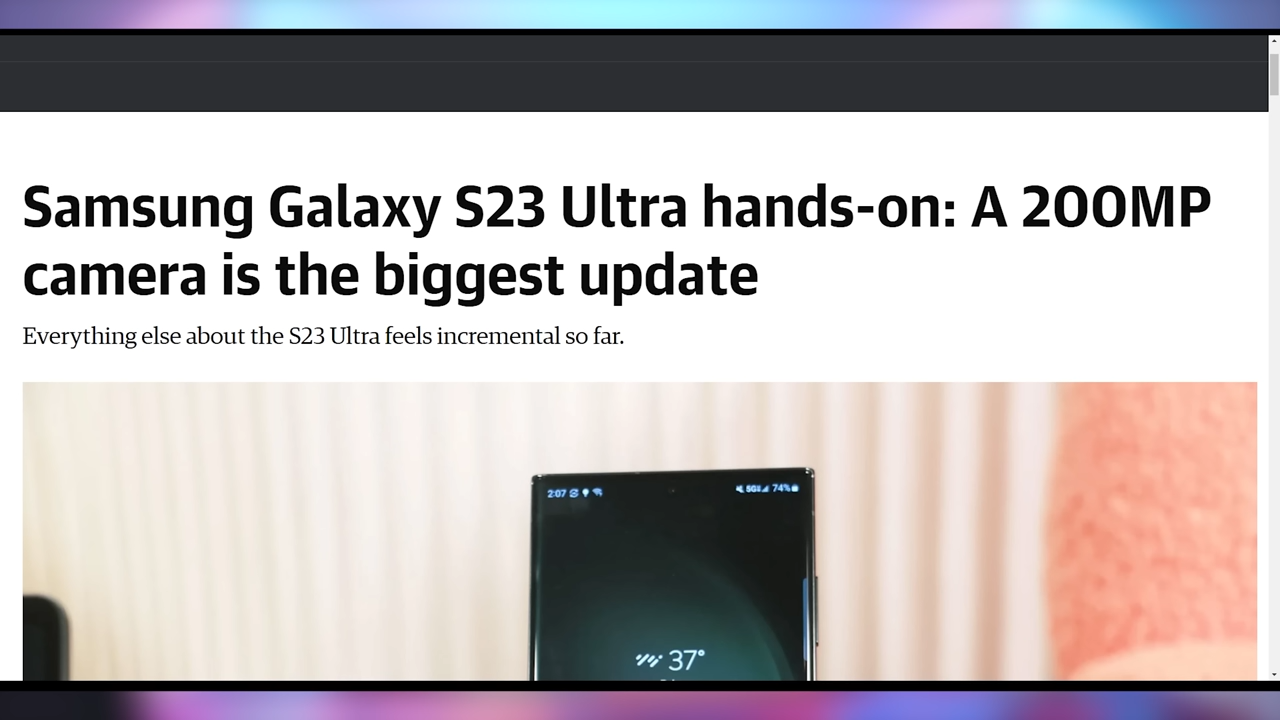 Samsung Galaxy S23 Ultra hands-on: A 200MP
camera is the biggest update
Everything else about the S23 Ultra feels incremental so far.
2:07
5G 74%
37°